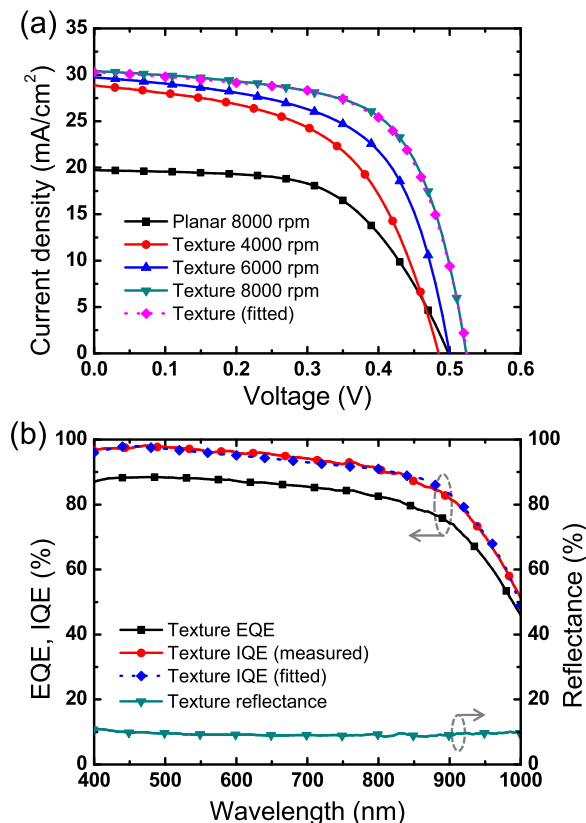 (a)
35
30
25
20
15
10
5
0
Current density (mA/cm²)
Planar 8000 rpm
Texture 4000 rpm
Texture 6000 rpm
Texture 8000 rpm
Texture (fitted)
0.0 0.1 0.2 0.3 0.4 0.5 0.6
Voltage (V)
(b)
100
80
60
40
20
0
EQE, IQE (%)
Texture EQE
Texture IQE (measured)
Texture IQE (fitted)
Texture reflectance
100
80
60
40
20
0
Reflectance (%)
400 500 600 700 800 900 1000
Wavelength (nm)